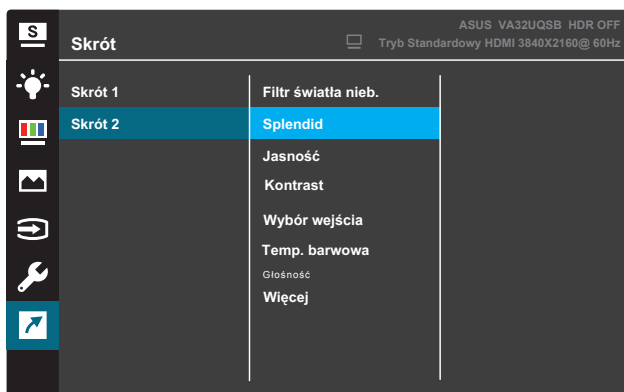 S
ASUS VA32UQSB HDR OFF
Skrót
Tryb Standardowy HDMI 3840X2160@ 60Hz
Skrót 1
Filtr światła nieb.
Skrót 2
Splendid
Jasność
Kontrast
Wybór wejścia
Temp. barwowa
Głośność
Więcej